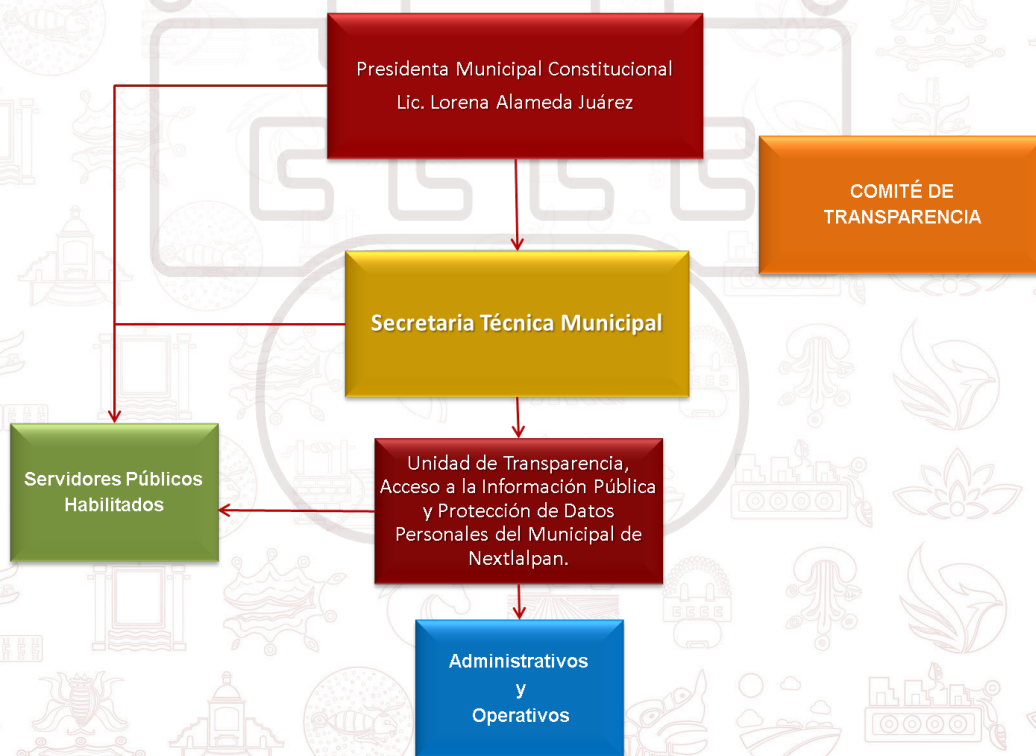 Presidenta Municipal Constitucional
Lic. Lorena Alameda Juárez
COMITÉ DE
TRANSPARENCIA
Secretaria Técnica Municipal
Servidores Públicos
Habilitados
Unidad de Transparencia,
Acceso a la Información Pública
y Protección de Datos
Personales del Municipal de
Nextlalpan.
Administrativos
y
Operativos